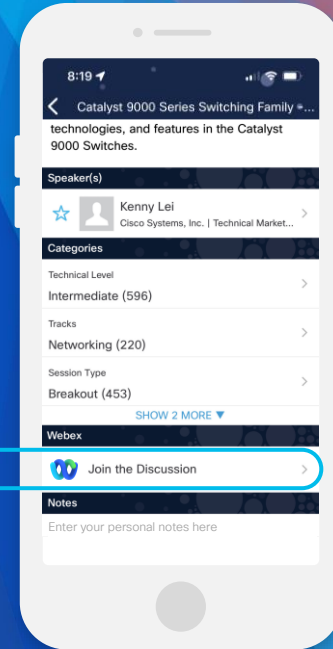 8:19
Catalyst 9000 Series Switching Family -...
technologies, and features in the Catalyst
9000 Switches.
Speaker(s)
Kenny Lei
Cisco Systems, Inc. | Technical Market...
Categories
Technical Level
Intermediate (596)
Tracks
Networking (220)
Session Type
Breakout (453)
SHOW 2 MORE ▼
Webex
Join the Discussion
Notes
Enter your personal notes here